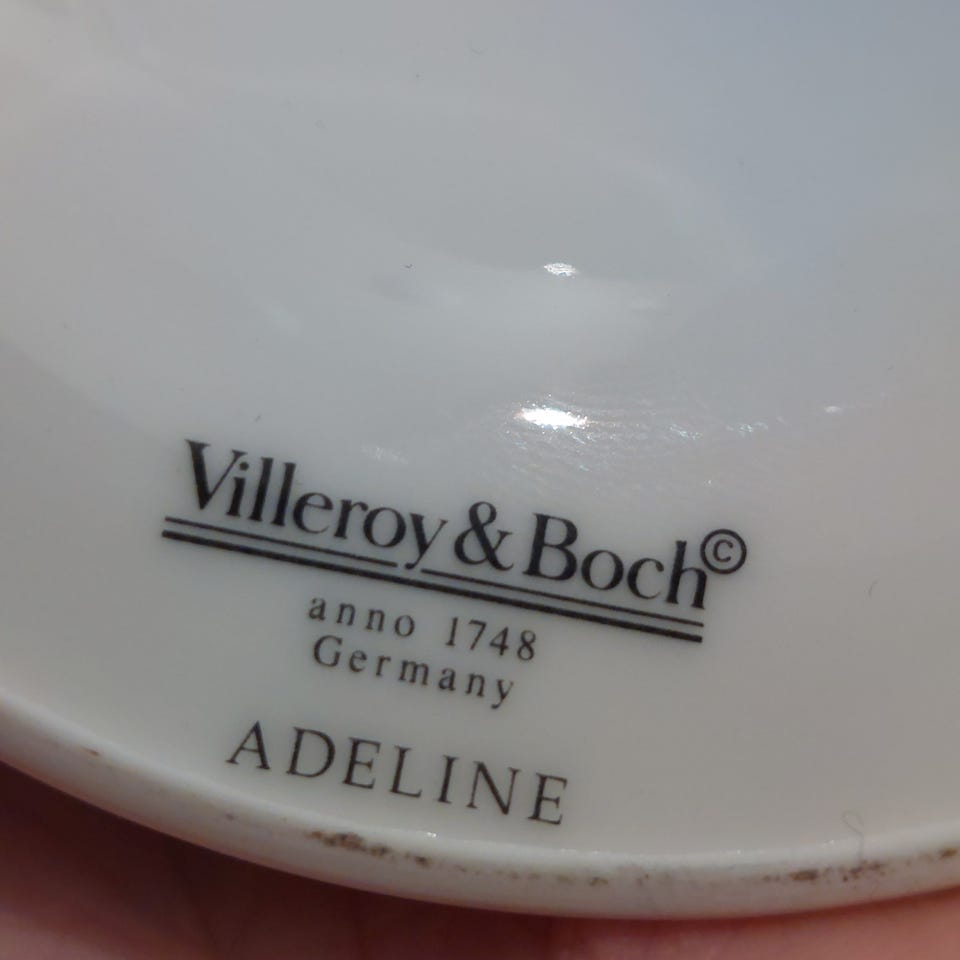 Villeroy & Boch©
anno 1748
Germany
ADELINE